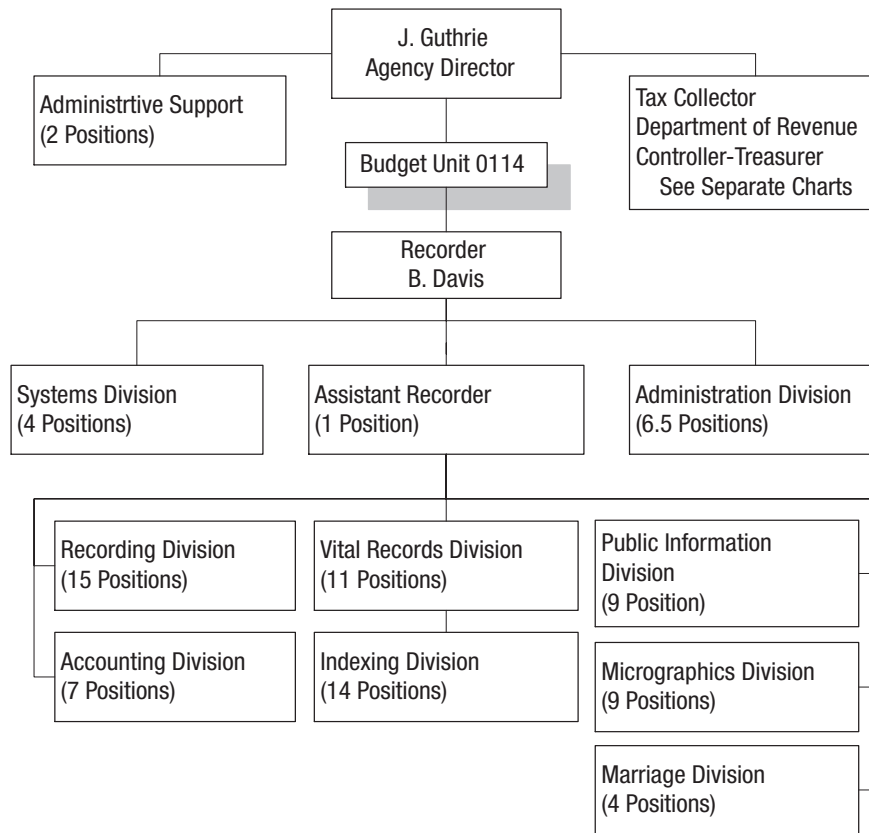 J. Guthrie
Agency Director
Administrtive Support
(2 Positions)
Tax Collector
Department of Revenue
Controller-Treasurer
See Separate Charts
Budget Unit 0114
Recorder
B. Davis
Systems Division
(4 Positions)
Assistant Recorder
(1 Position)
Administration Division
(6.5 Positions)
Recording Division
(15 Positions)
Vital Records Division
(11 Positions)
Public Information
Division
(9 Position)
Accounting Division
(7 Positions)
Indexing Division
(14 Positions)
Micrographics Division
(9 Positions)
Marriage Division
(4 Positions)